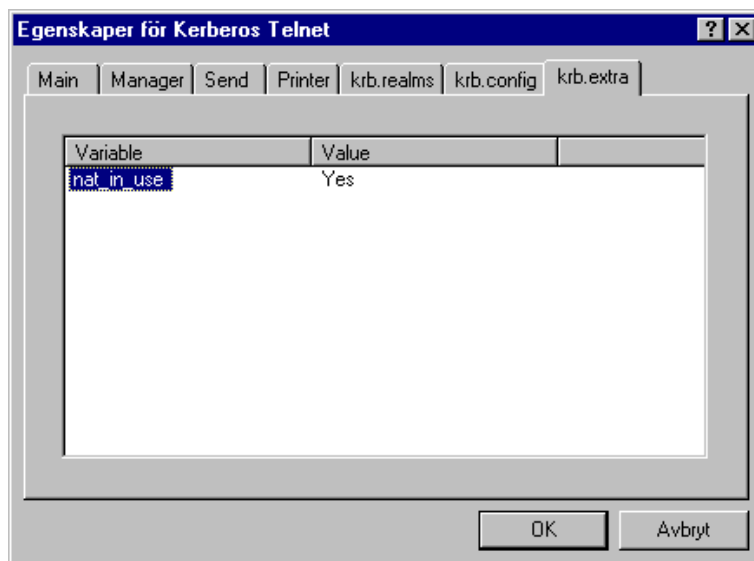 Egenskaper för Kerberos Telnet
Main Manager Send Printer krb.realms krb.config krb.extra
Variable Value
nat_in_use Yes
OK Avbryt